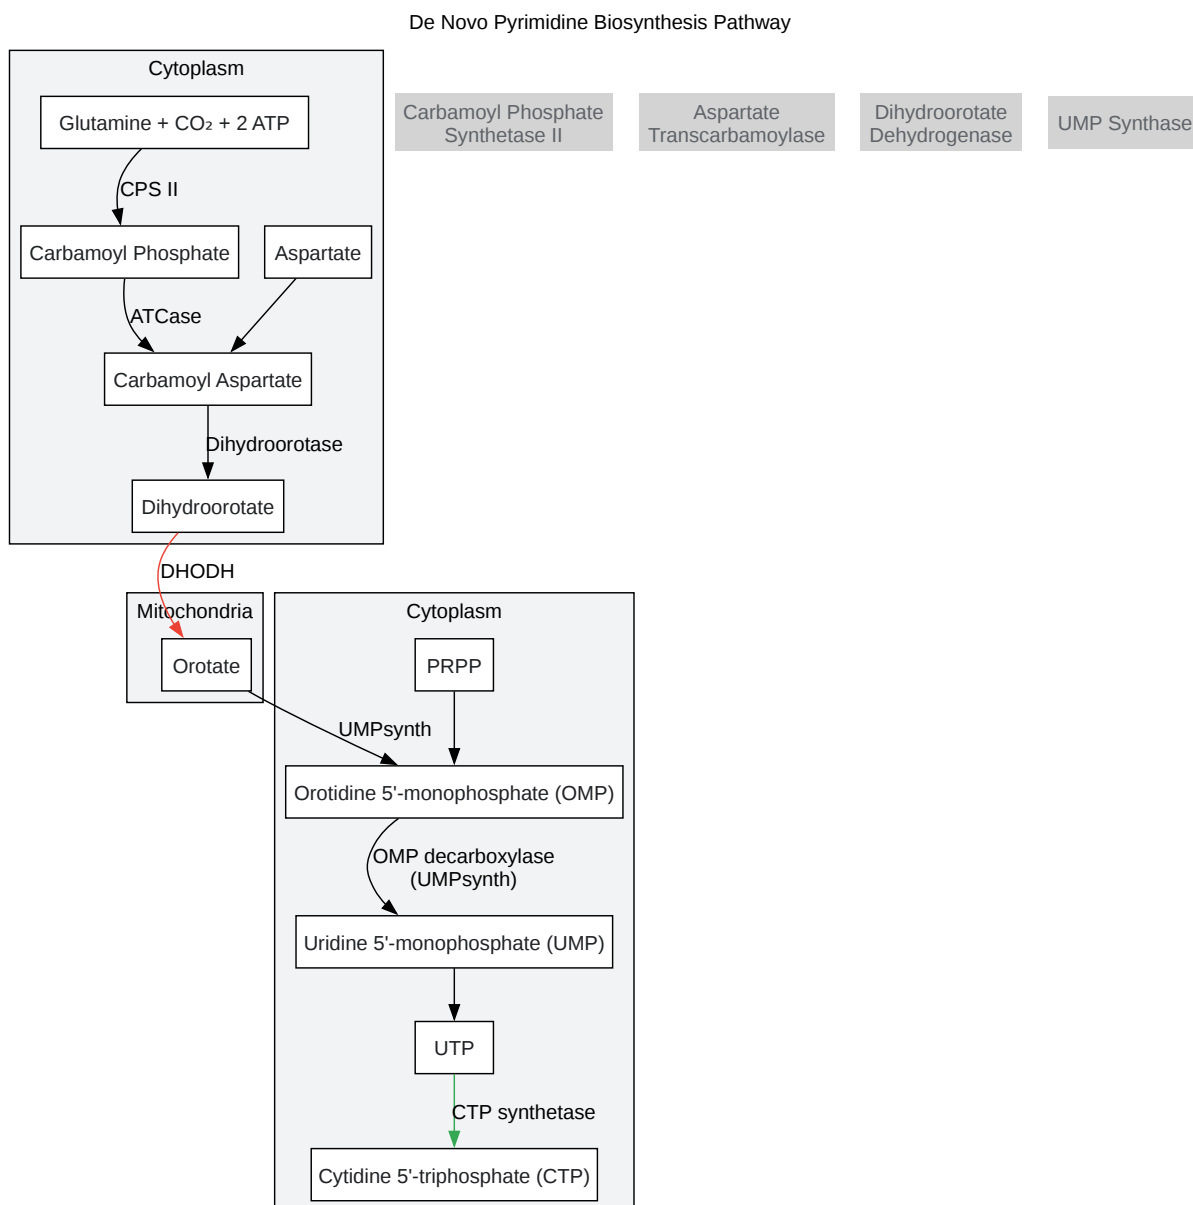 De Novo Pyrimidine Biosynthesis Pathway
Cytoplasm
Glutamine + CO₂ + 2 ATP
Carbamoyl Phosphate
Synthetase II
Aspartate
Transcarbamoylase
Dihydroorotate
Dehydrogenase
UMP Synthase
CPS II
Carbamoyl Phosphate
Aspartate
ATCase
Carbamoyl Aspartate
Dihydroorotase
Dihydroorotate
DHODH
Mitochondria
Cytoplasm
Orotate
PRPP
UMPsynth
Orotidine 5'-monophosphate (OMP)
OMP decarboxylase
(UMPsynth)
Uridine 5'-monophosphate (UMP)
UTP
CTP synthetase
Cytidine 5'-triphosphate (CTP)